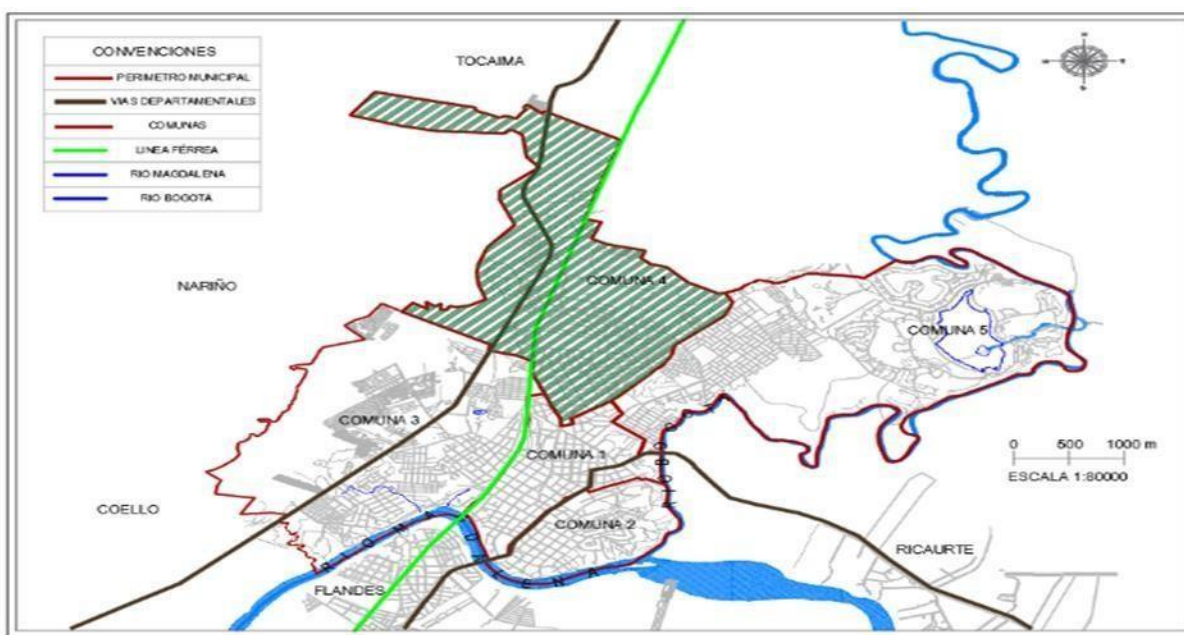 CONVENCIONES
PERIMETRO MUNICIPAL
VIAS DEPARTAMENTALES
COMUNAS
LINEA FÉRREA
RIO MAGDALENA
RIO BOGOTA
TOCAIMA
NARIÑO
COMUNA 4
COMUNA 5
COMUNA 3
COMUNA 1
0 500 1000 m
ESCALA 1:80000
COELLO
COMUNA 2
RICAURTE
FLANDES